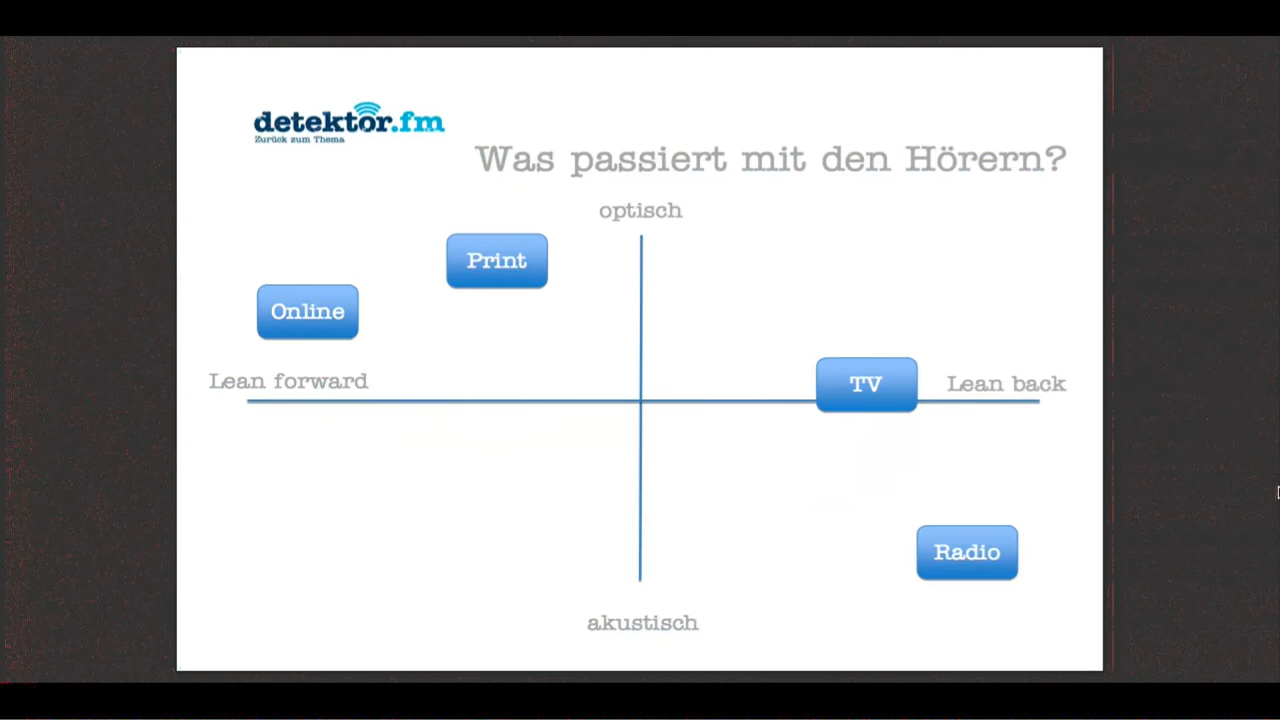 detektor.fm
Zurück zum Thema
Was passiert mit den Hörern?
optisch
Print
Online
Lean forward
TV
Lean back
Radio
akustisch